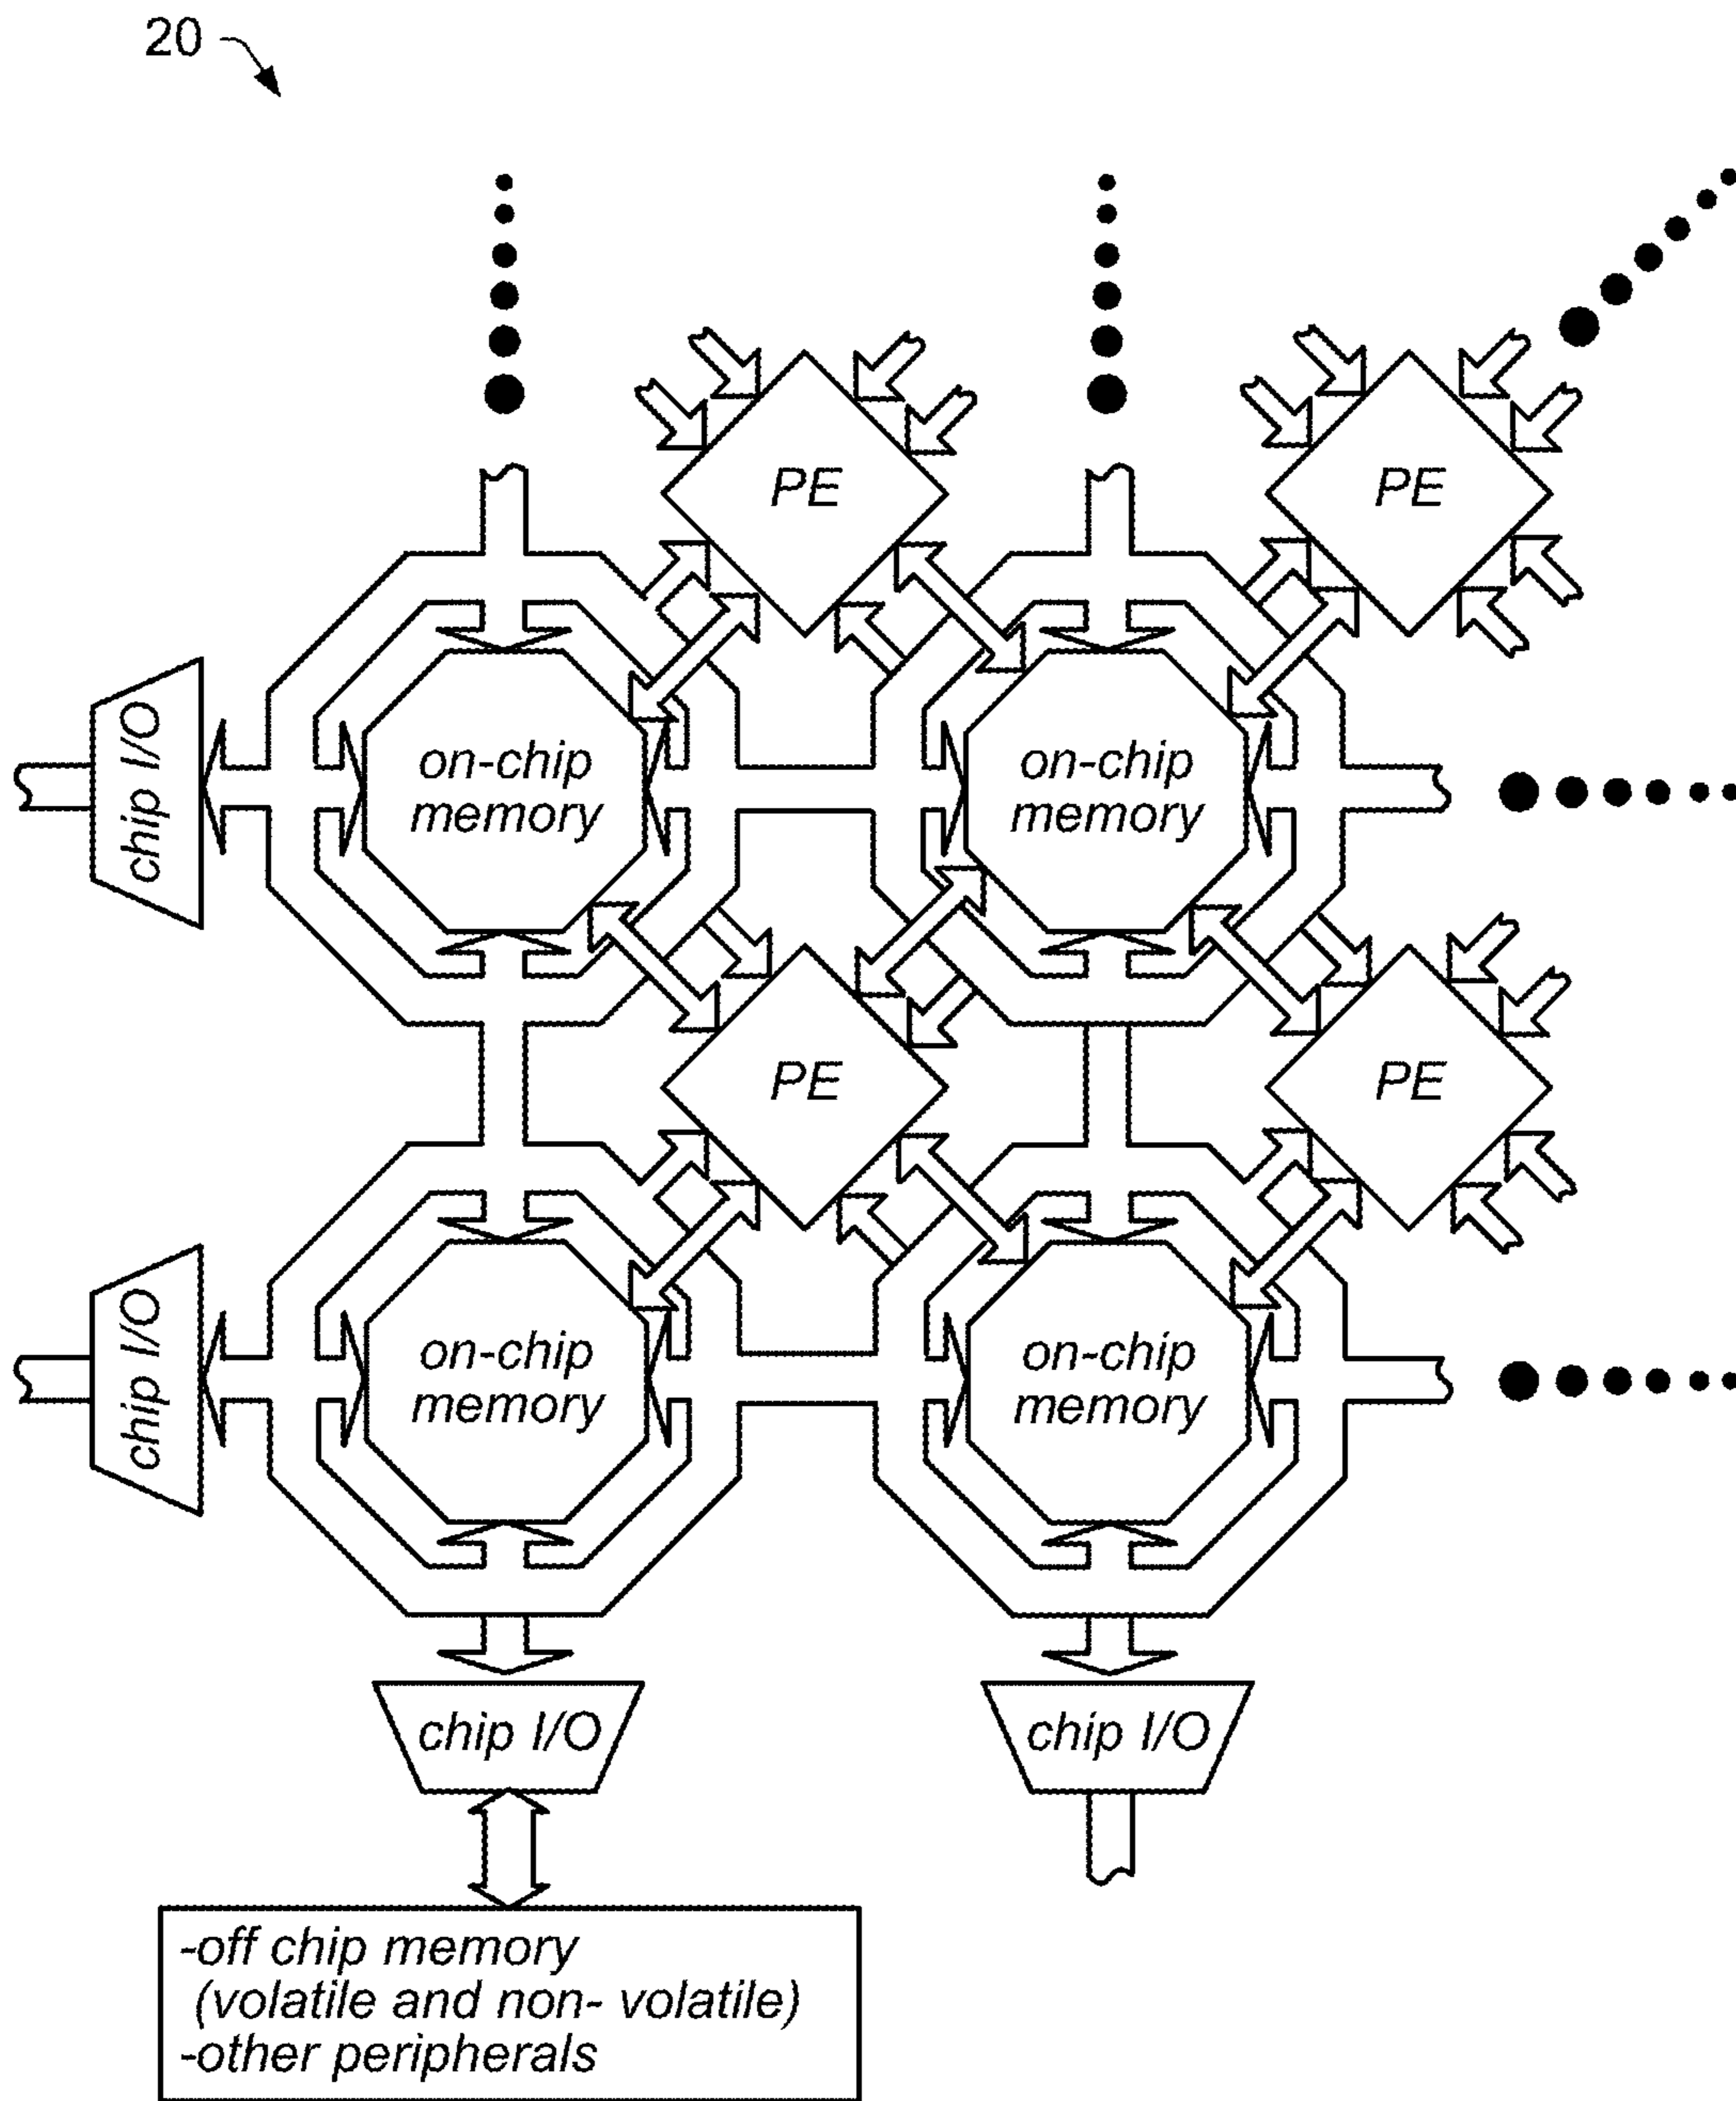 20
PE
PE
chip I/O
on-chip
memory
on-chip
memory
PE
PE
chip I/O
on-chip
memory
on-chip
memory
chip I/O
chip I/O
-off chip memory
(volatile and non- volatile)
-other peripherals